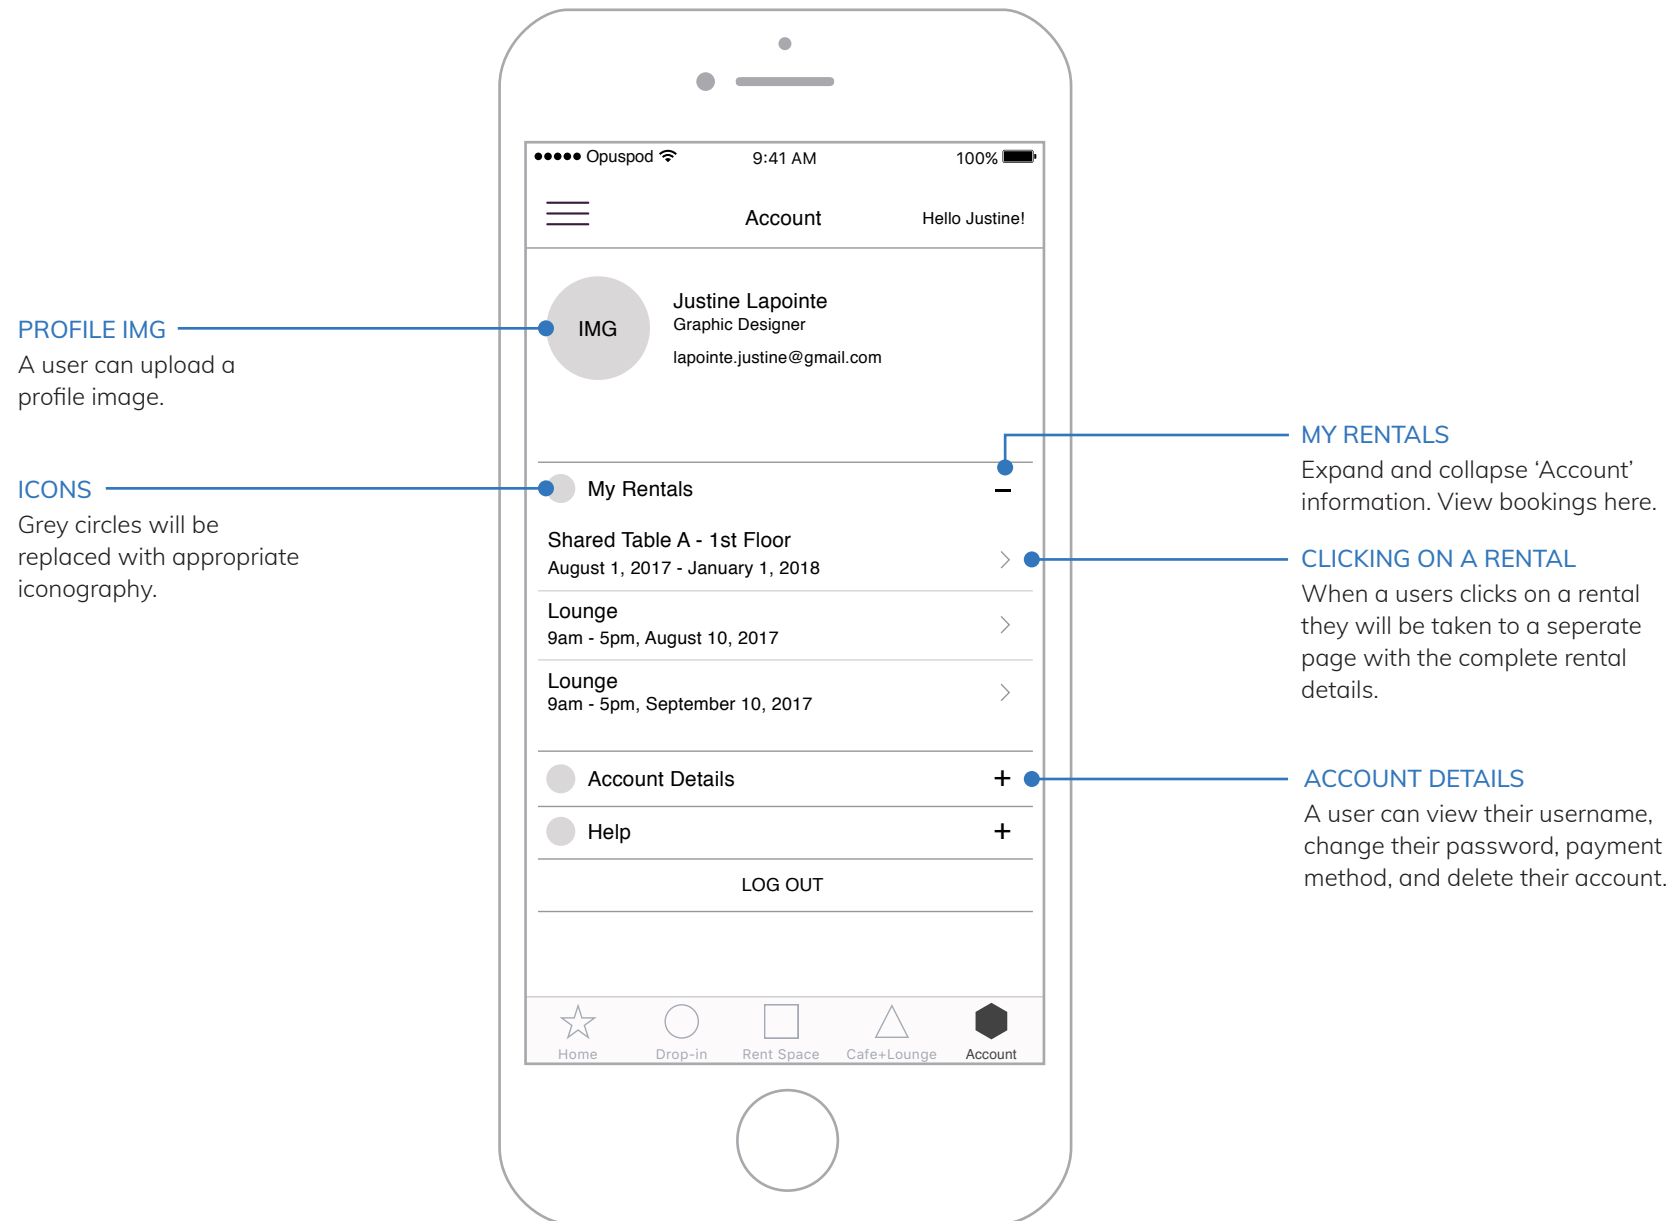 Opuspod 9:41 AM 100%
Account Hello Justine!
IMG
Justine Lapointe
Graphic Designer
lapointe.justine@gmail.com
My Rentals
Shared Table A - 1st Floor
August 1, 2017 - January 1, 2018
Lounge
9am - 5pm, August 10, 2017
Lounge
9am - 5pm, September 10, 2017
Account Details
Help
LOG OUT
Home Drop-in Rent Space Cafe+Lounge Account
PROFILE IMG
A user can upload a
profile image.
ICONS
Grey circles will be
replaced with appropriate
iconography.
MY RENTALS
Expand and collapse ‘Account’
information. View bookings here.
CLICKING ON A RENTAL
When a users clicks on a rental
they will be taken to a seperate
page with the complete rental
details.
ACCOUNT DETAILS
A user can view their username,
change their password, payment
method, and delete their account.